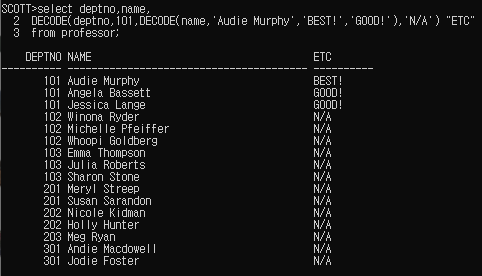 SCOTT>select deptno,name,
  2  DECODE(deptno,101,DECODE(name,'Audie Murphy','BEST!','GOOD!'),'N/A') "ETC"
  3  from professor;
    DEPTNO NAME                                     ETC
---------- ---------------------------------------- ----------
       101 Audie Murphy                             BEST!
       101 Angela Bassett                           GOOD!
       101 Jessica Lange                            GOOD!
       102 Winona Ryder                             N/A
       102 Michelle Pfeiffer                        N/A
       102 Whoopi Goldberg                          N/A
       103 Emma Thompson                            N/A
       103 Julia Roberts                            N/A
       103 Sharon Stone                             N/A
       201 Meryl Streep                             N/A
       201 Susan Sarandon                           N/A
       202 Nicole Kidman                            N/A
       202 Holly Hunter                             N/A
       203 Meg Ryan                                 N/A
       301 Andie Macdowell                          N/A
       301 Jodie Foster                             N/A